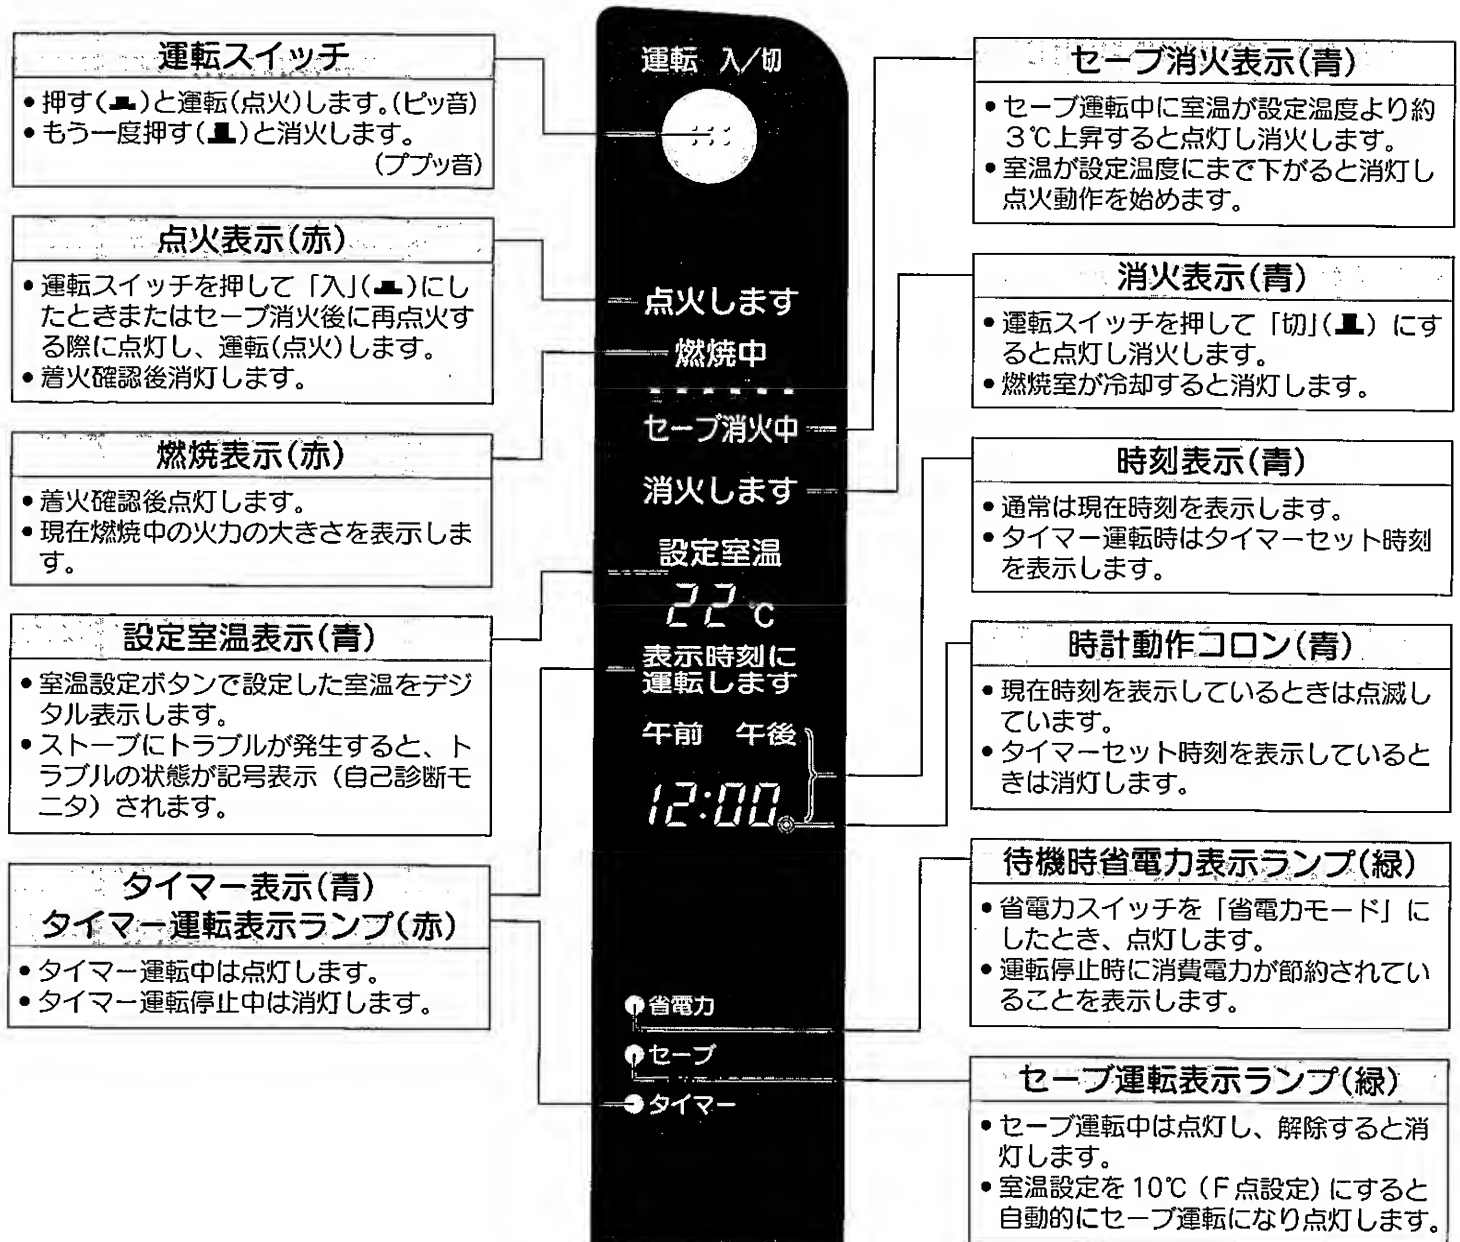 運転スイッチ
• 押す( )と運転(点火)します。(ピッ音)
• もう一度押す( )と消火します。
(ププッ音)
点火表示(赤)
• 運転スイッチを押して「入」( )にし
たときまたはセーブ消火後に再点火す
る際に点灯し、運転(点火)します。
• 着火確認後消灯します。
燃焼表示(赤)
• 着火確認後点灯します。
• 現在燃焼中の火力の大きさを表示しま
す。
設定室温表示(青)
• 室温設定ボタンで設定した室温をデジ
タル表示します。
• ストーブにトラブルが発生すると、ト
ラブルの状態が記号表示（自己診断モ
ニタ）されます。
タイマー表示(青)
タイマー運転表示ランプ(赤)
• タイマー運転中は点灯します。
• タイマー運転停止中は消灯します。
運転 入/切
点火します
燃焼中
セーブ消火中
消火します
設定室温
22℃
表示時刻に
運転します
午前 午後
12:00
省電力
セーブ
タイマー
セーブ消火表示(青)
• セーブ運転中に室温が設定温度より約
3℃上昇すると点灯し消火します。
• 室温が設定温度にまで下がると消灯し
点火動作を始めます。
消火表示(青)
• 運転スイッチを押して「切」( )にす
ると点灯し消火します。
• 燃焼室が冷却すると消灯します。
時刻表示(青)
• 通常は現在時刻を表示します。
• タイマー運転時はタイマーセット時刻
を表示します。
時計動作コロン(青)
• 現在時刻を表示しているときは点滅し
ています。
• タイマーセット時刻を表示していると
きは消灯します。
待機時省電力表示ランプ(緑)
• 省電力スイッチを「省電力モード」に
したとき、点灯します。
• 運転停止時に消費電力が節約されてい
ることを表示します。
セーブ運転表示ランプ(緑)
• セーブ運転中は点灯し、解除すると消
灯します。
• 室温設定を10℃（F点設定）にすると
自動的にセーブ運転になり点灯します。